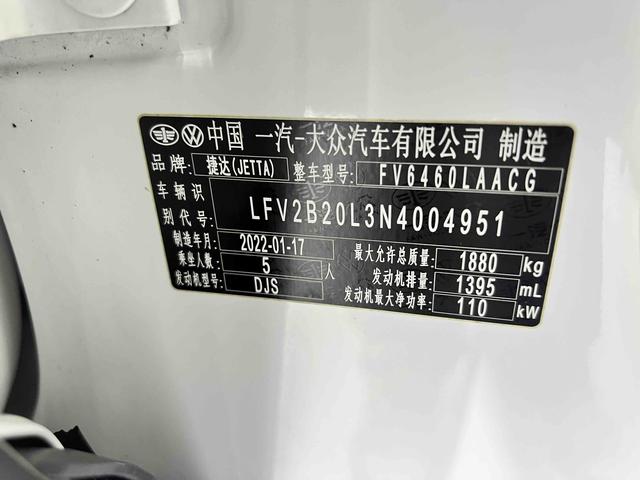 中国 一汽-大众汽车有限公司 制造
品牌: 捷达(JETTA) 整车型号: FV6460LAACG
车辆识别代号: LFV2B20L3N4004951
制造年月: 2022-01-17 最大允许总质量: 1880 kg
乘坐人数: 5 人 发动机排量: 1395 mL
发动机型号: DJS 发动机最大净功率: 110 kW